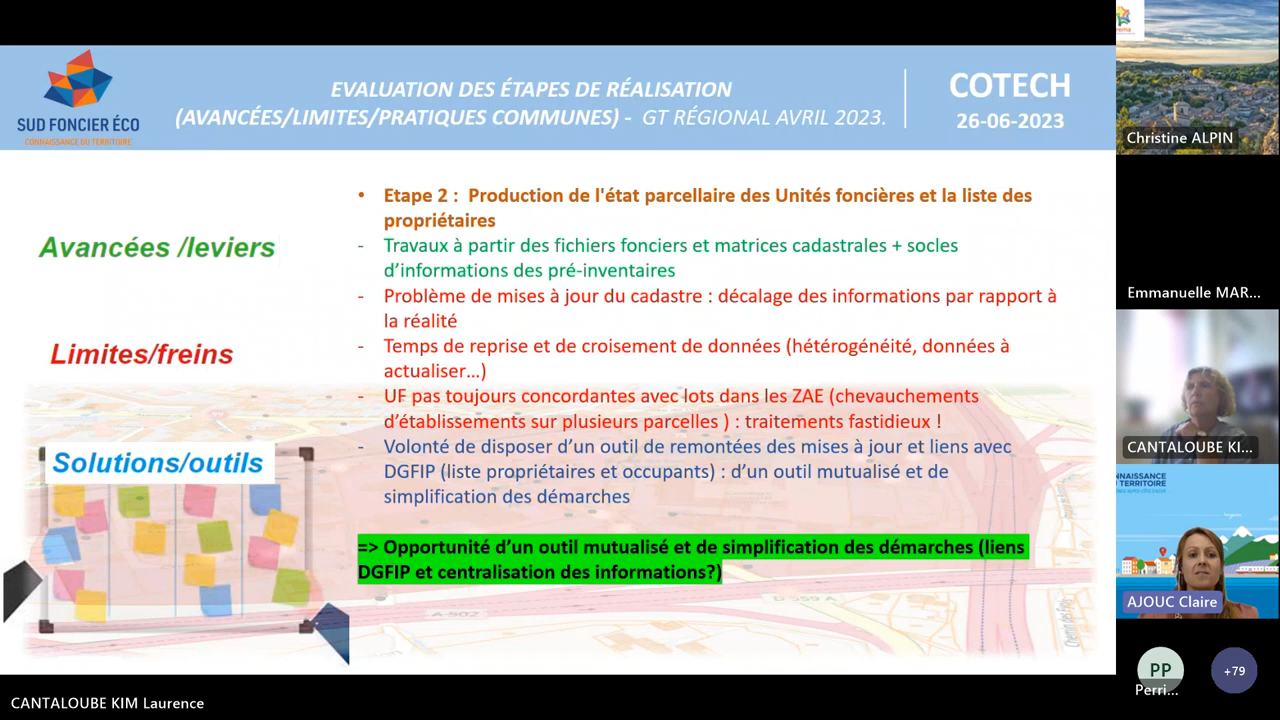 SUD FONCIER ÉCO
CONNAISSANCE DU TERRITOIRE
EVALUATION DES ÉTAPES DE RÉALISATION
(AVANCÉES/LIMITES/PRATIQUES COMMUNES) - GT RÉGIONAL AVRIL 2023.
COTECH
26-06-2023
Avancées /leviers
Limites/freins
Solutions/outils
• Etape 2 : Production de l'état parcellaire des Unités foncières et la liste des
propriétaires
- Travaux à partir des fichiers fonciers et matrices cadastrales + socles
d’informations des pré-inventaires
- Problème de mises à jour du cadastre : décalage des informations par rapport à
la réalité
- Temps de reprise et de croisement de données (hétérogénéité, données à
actualiser…)
- UF pas toujours concordantes avec lots dans les ZAE (chevauchements
d’établissements sur plusieurs parcelles ) : traitements fastidieux !
- Volonté de disposer d’un outil de remontées des mises à jour et liens avec
DGFIP (liste propriétaires et occupants) : d’un outil mutualisé et de
simplification des démarches
=> Opportunité d’un outil mutualisé et de simplification des démarches (liens
DGFIP et centralisation des informations?)
A-502
D 559 A
Christine ALPIN
Emmanuelle MAR...
CANTALOUBE KI...
AJOUC Claire
PP
Perri...
+79
CANTALOUBE KIM Laurence